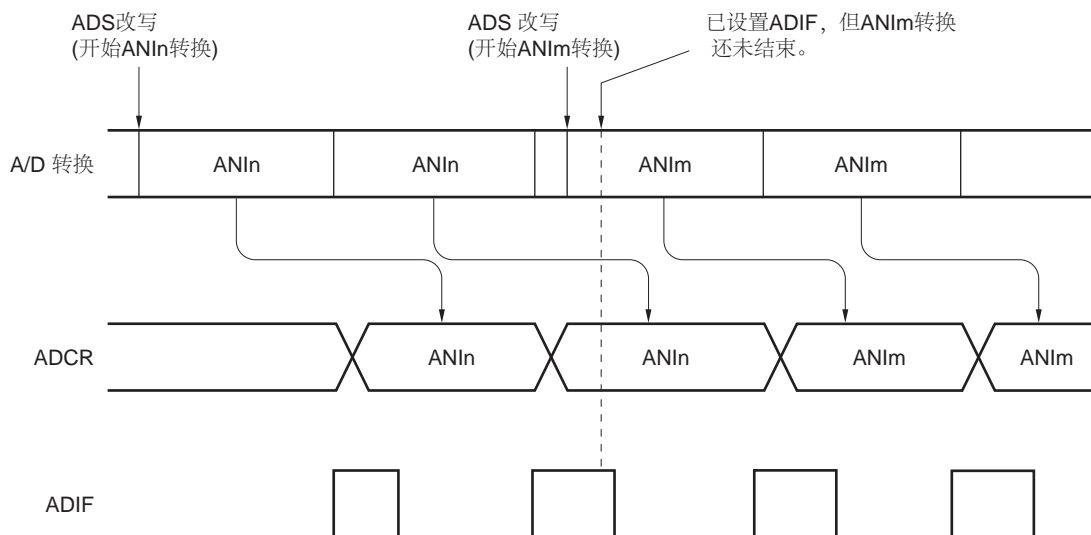 ADS改写
(开始ANIn转换)
ADS 改写
(开始ANIm转换)
已设置ADIF，但ANIm转换
还未结束。
A/D 转换
ANIn
ANIn
ANIm
ANIm
ADCR
ANIn
ANIn
ANIm
ANIm
ADIF